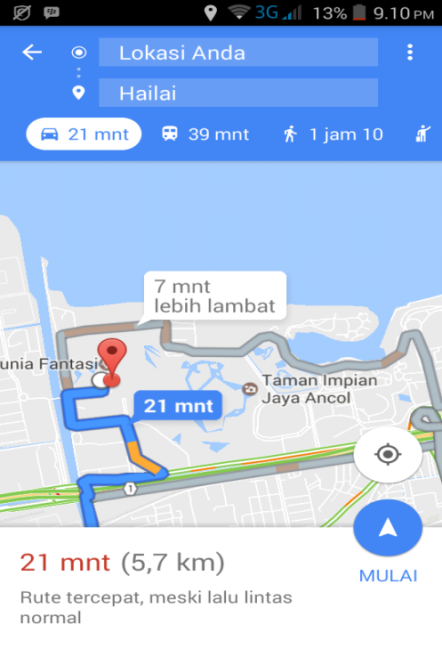 3G 13% 9.10 PM
Lokasi Anda
Hailai
21 mnt 39 mnt 1 jam 10
7 mnt
lebih lambat
unia Fantasi
21 mnt
Taman Impian
Jaya Ancol
1
21 mnt (5,7 km)
MULAI
Rute tercepat, meski lalu lintas
normal